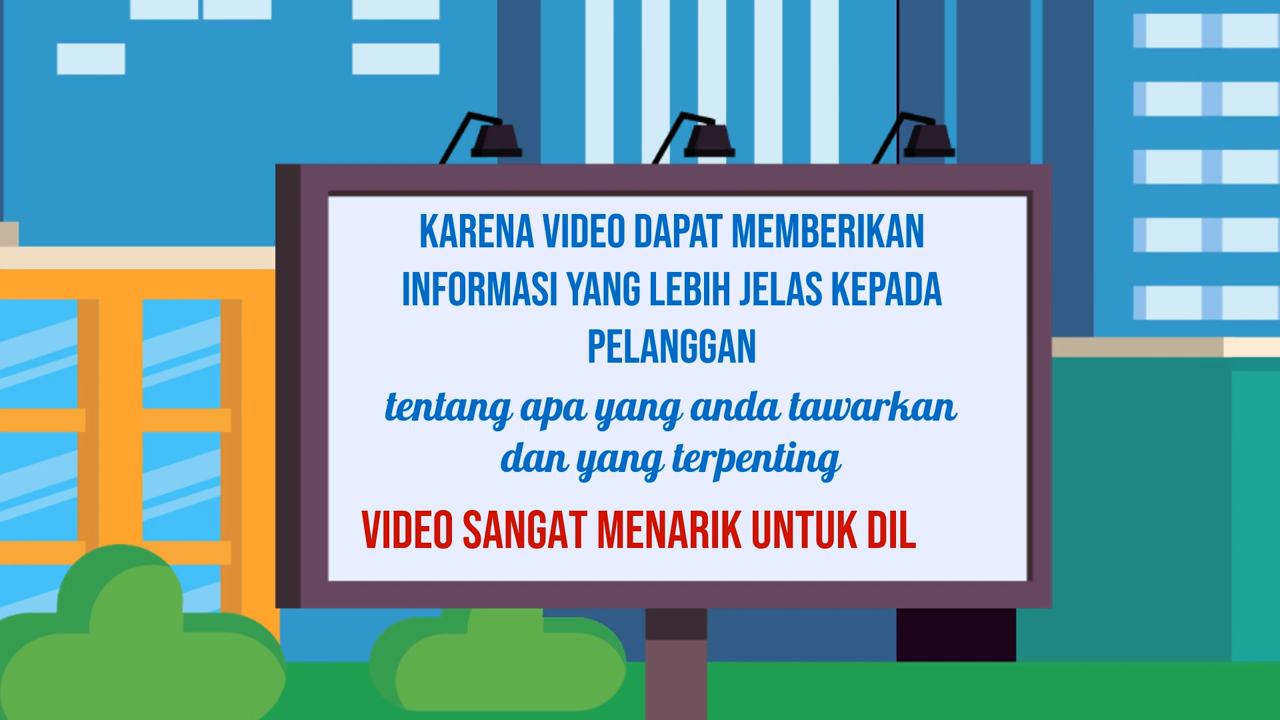 KARENA VIDEO DAPAT MEMBERIKAN
INFORMASI YANG LEBIH JELAS KEPADA
PELANGGAN
tentang apa yang anda tawarkan
dan yang terpenting
VIDEO SANGAT MENARIK UNTUK DIL